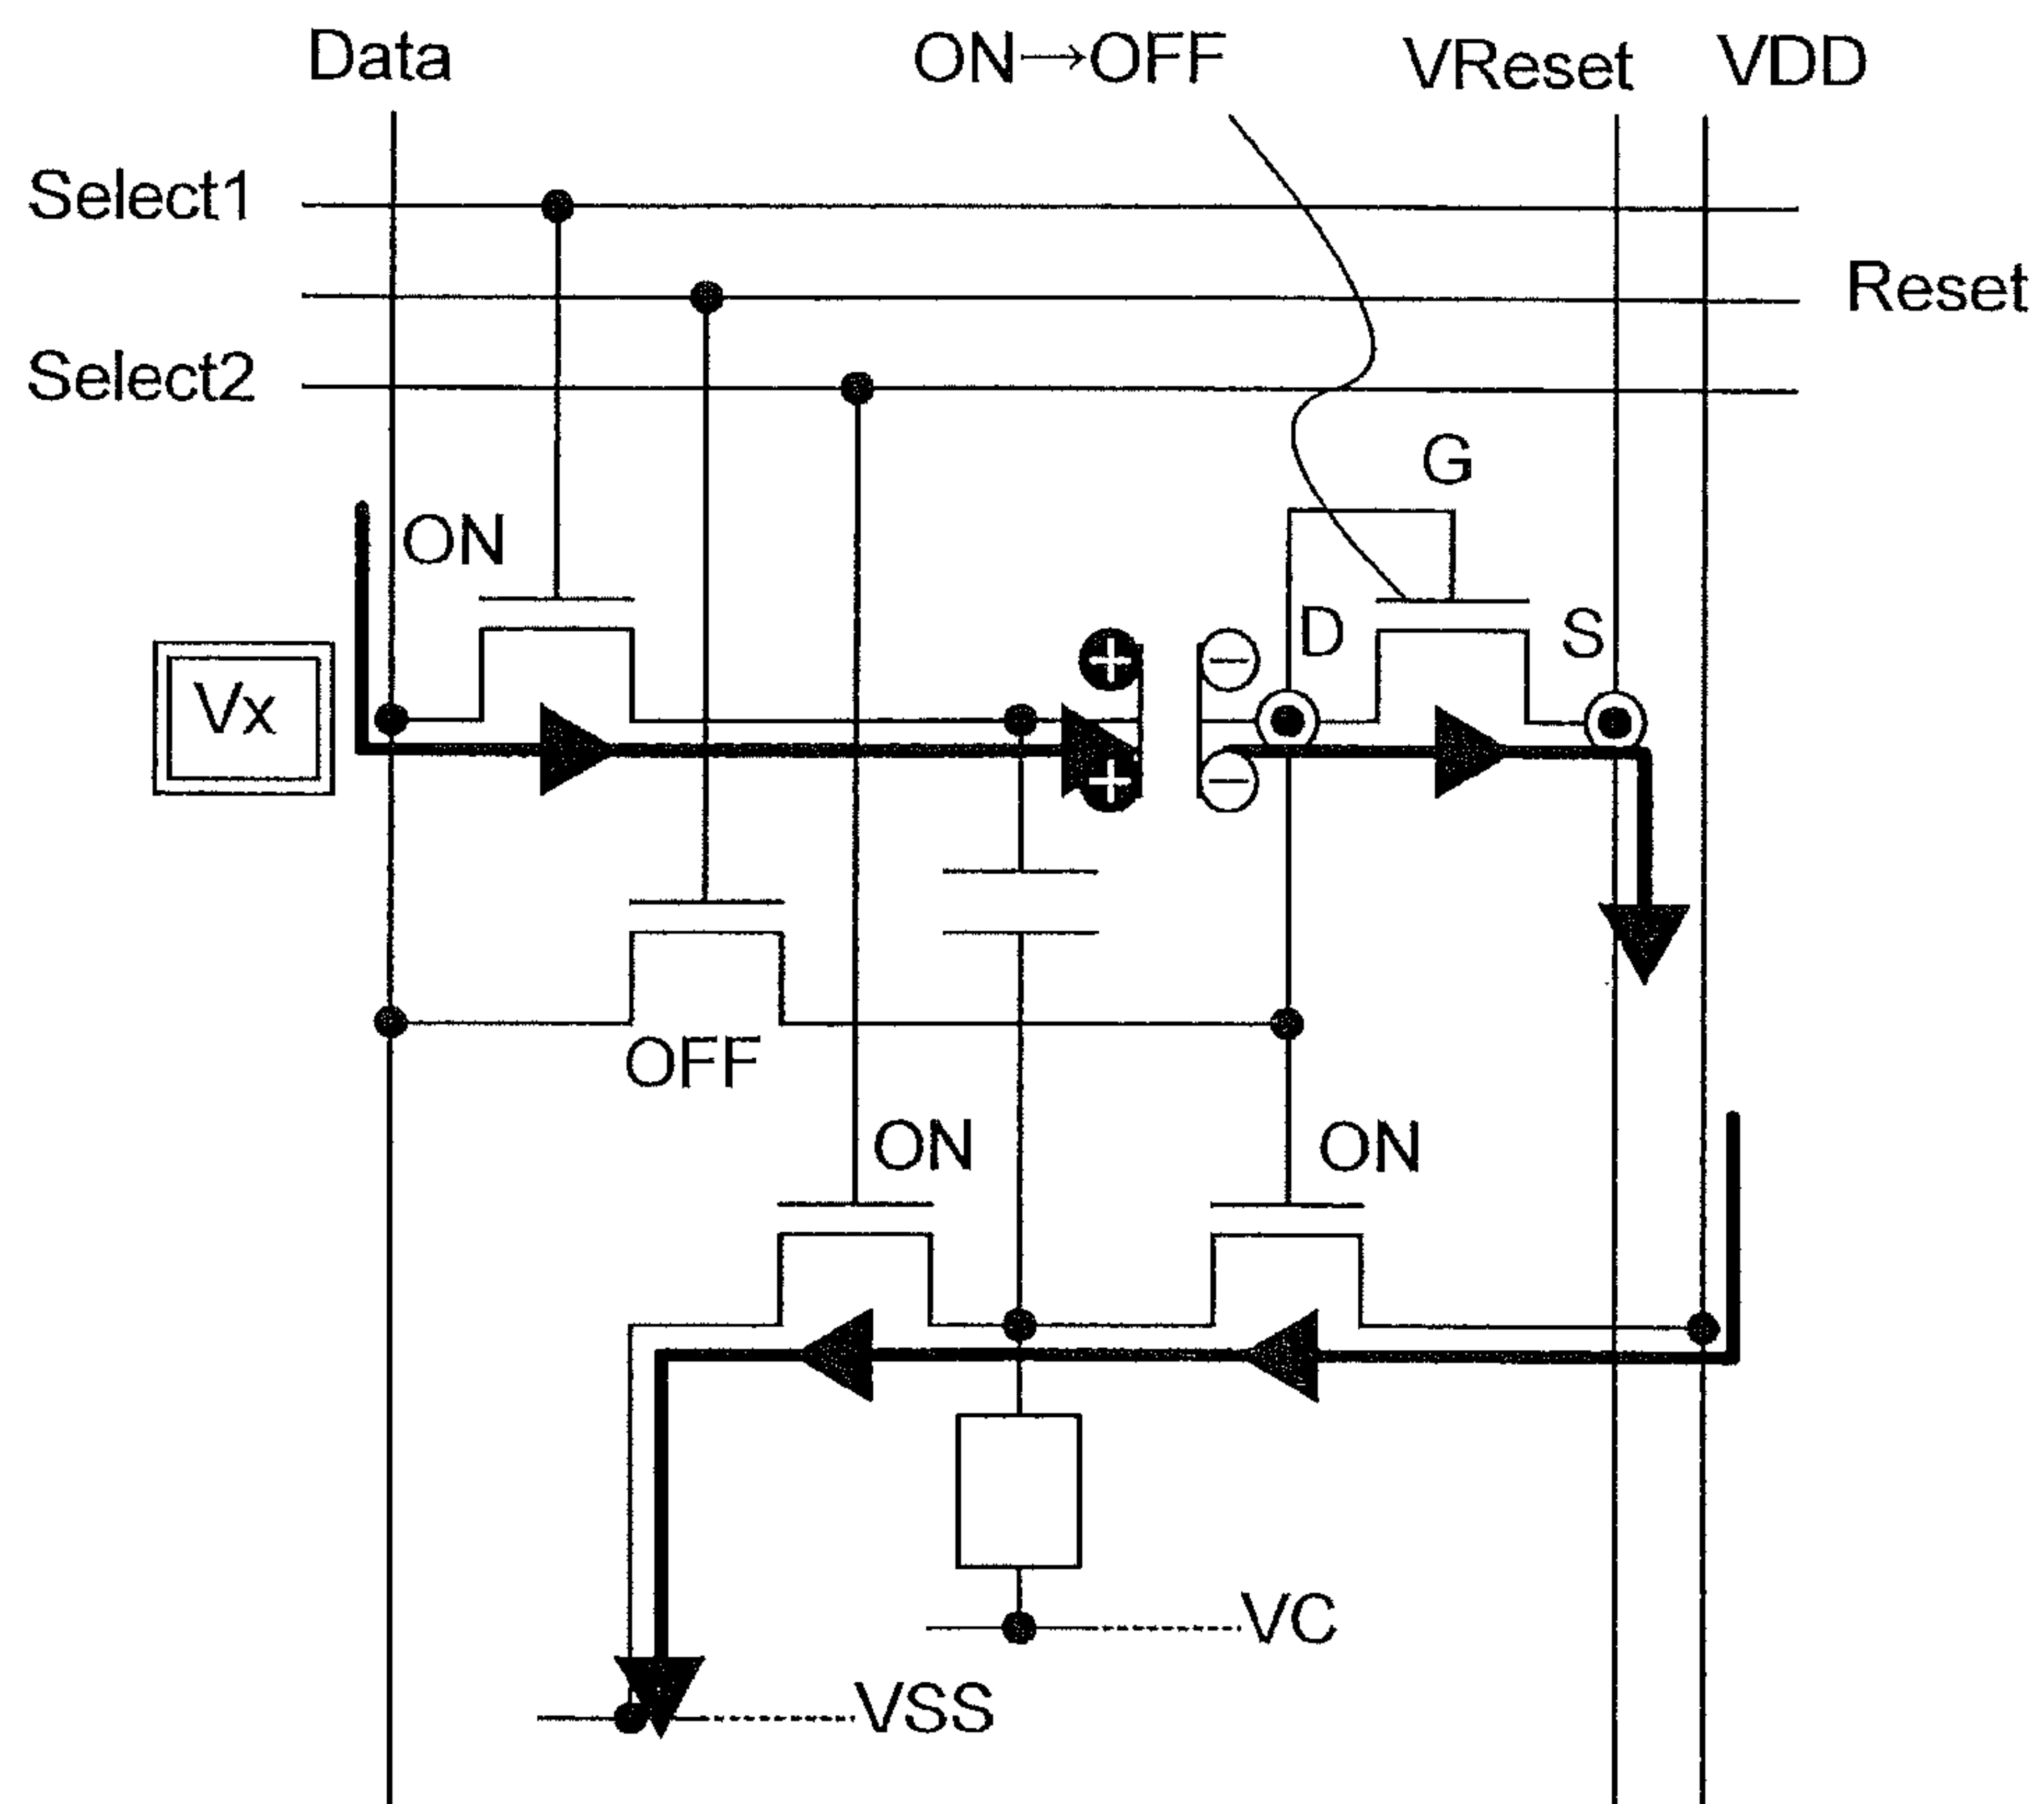 Data
ON→OFF
VReset
VDD
Select1
Reset
Select2
G
ON
D
S
Vx
+
−
+
−
OFF
ON
ON
VC
VSS